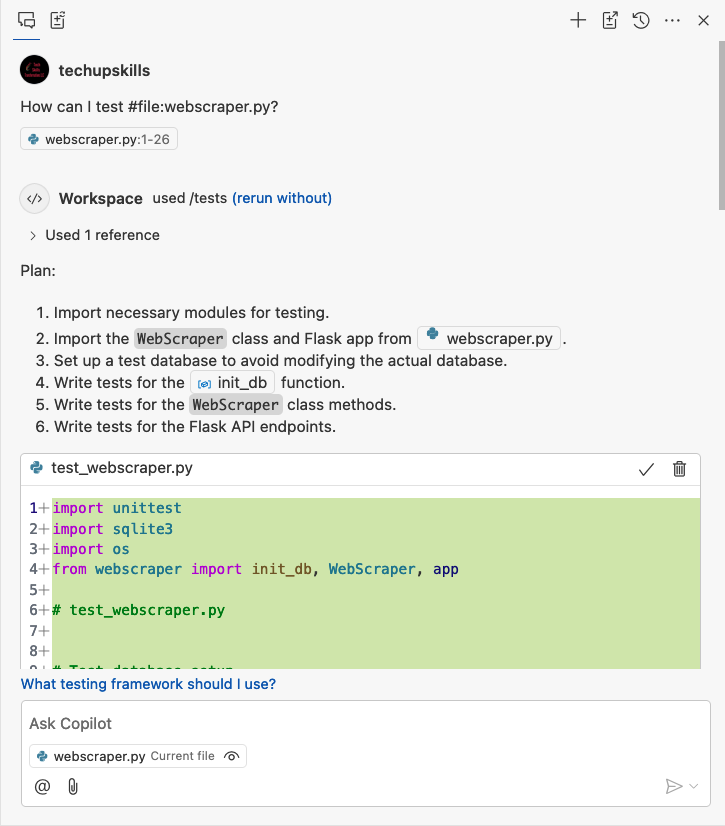 techupskills
How can I test #file:webscraper.py?
webscraper.py:1-26
Workspace used /tests (rerun without)
Used 1 reference
Plan:
1. Import necessary modules for testing.
2. Import the WebScraper class and Flask app from webscraper.py.
3. Set up a test database to avoid modifying the actual database.
4. Write tests for the init_db function.
5. Write tests for the WebScraper class methods.
6. Write tests for the Flask API endpoints.
test_webscraper.py
1+import unittest
2+import sqlite3
3+import os
4+from webscraper import init_db, WebScraper, app
5+
6+# test_webscraper.py
7+
8+
9+# Test database setup
What testing framework should I use?
Ask Copilot
webscraper.py Current file
@